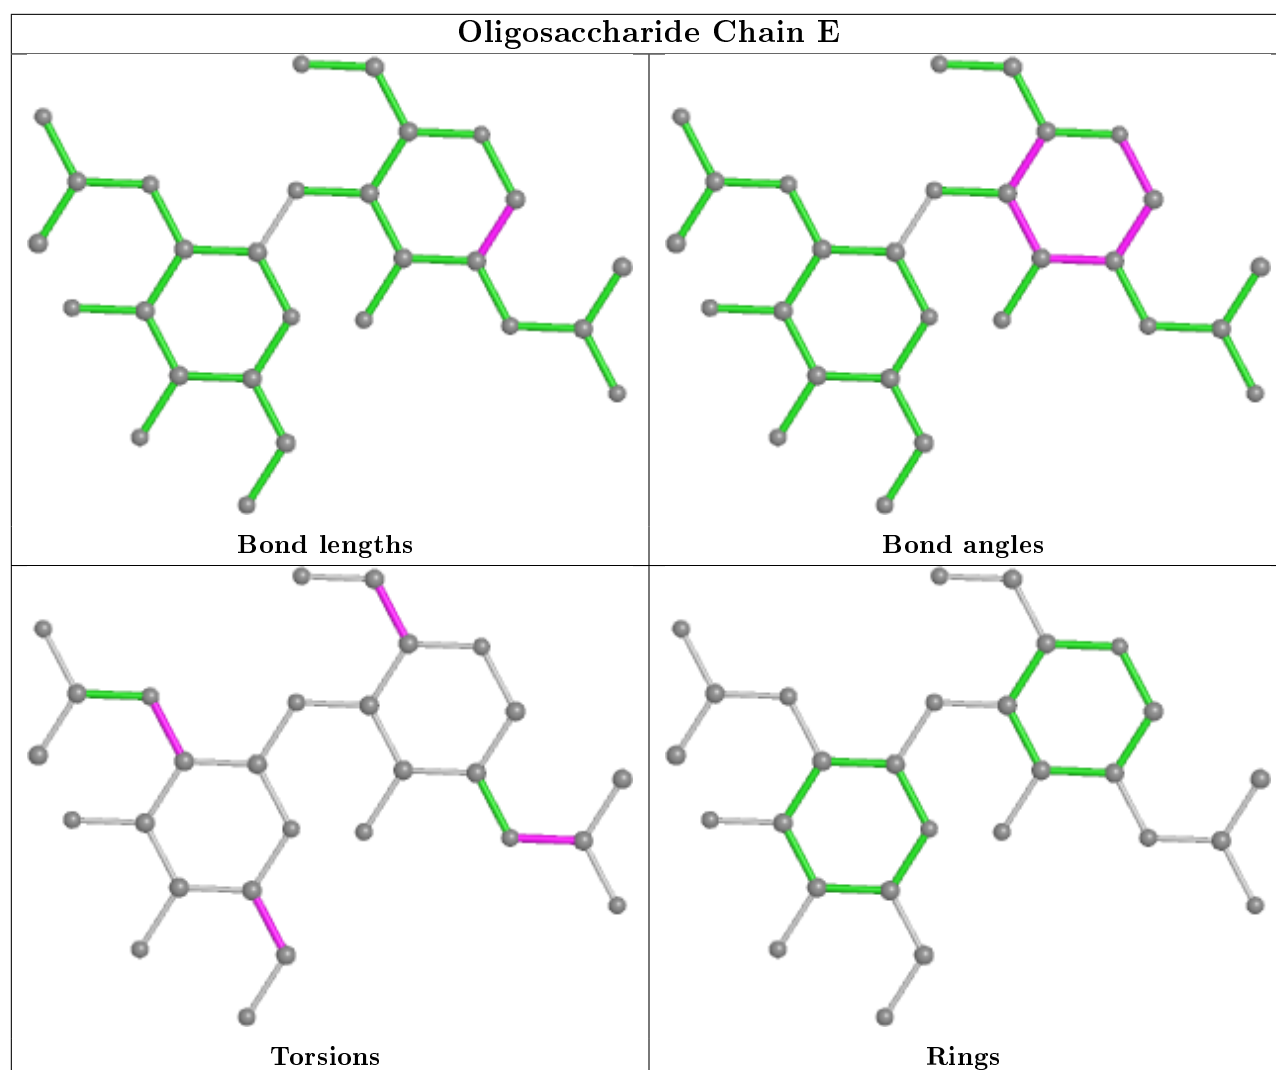 Oligosaccharide Chain E
Bond lengths
Bond angles
Torsions
Rings